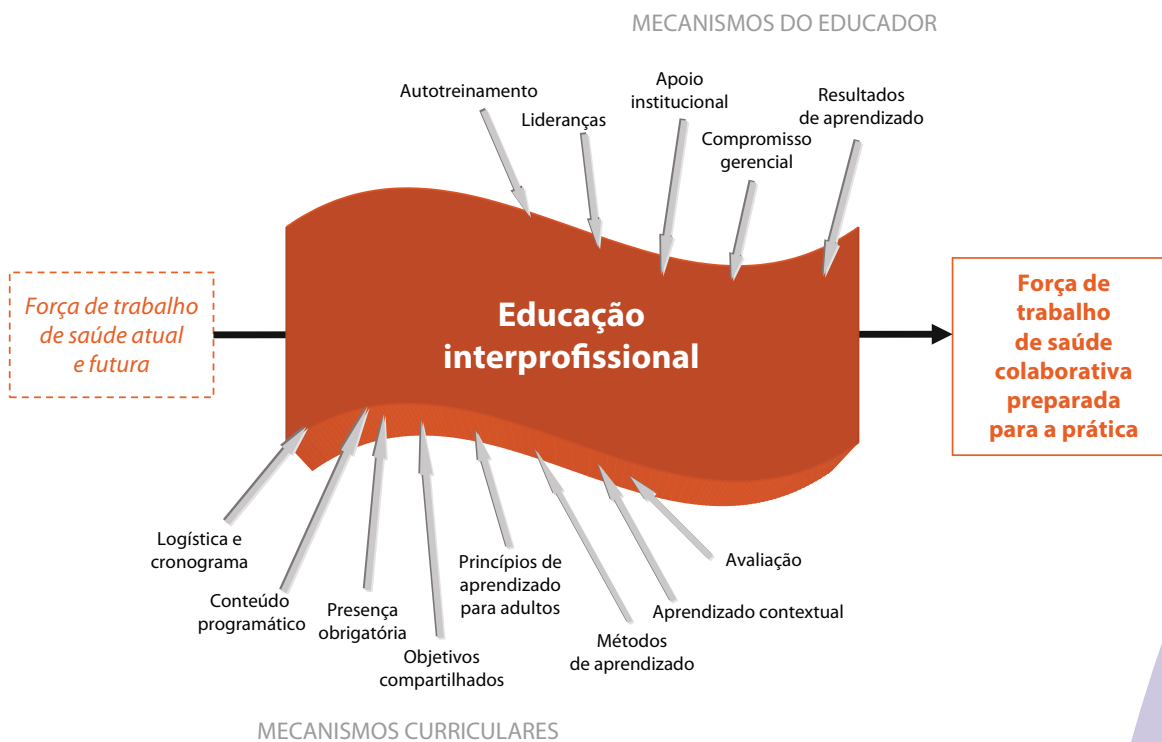 MECANISMOS DO EDUCADOR
Autotreinamento
Lideranças
Apoio
institucional
Compromisso
gerencial
Resultados
de aprendizado
Força de trabalho
de saúde atual
e futura
Educação
interprofissional
Força de
trabalho
de saúde
colaborativa
preparada
para a prática
Logística e
cronograma
Conteúdo
programático
Presença
obrigatória
Objetivos
compartilhados
Princípios de
aprendizado
para adultos
Métodos
de aprendizado
Aprendizado contextual
Avaliação
MECANISMOS CURRICULARES